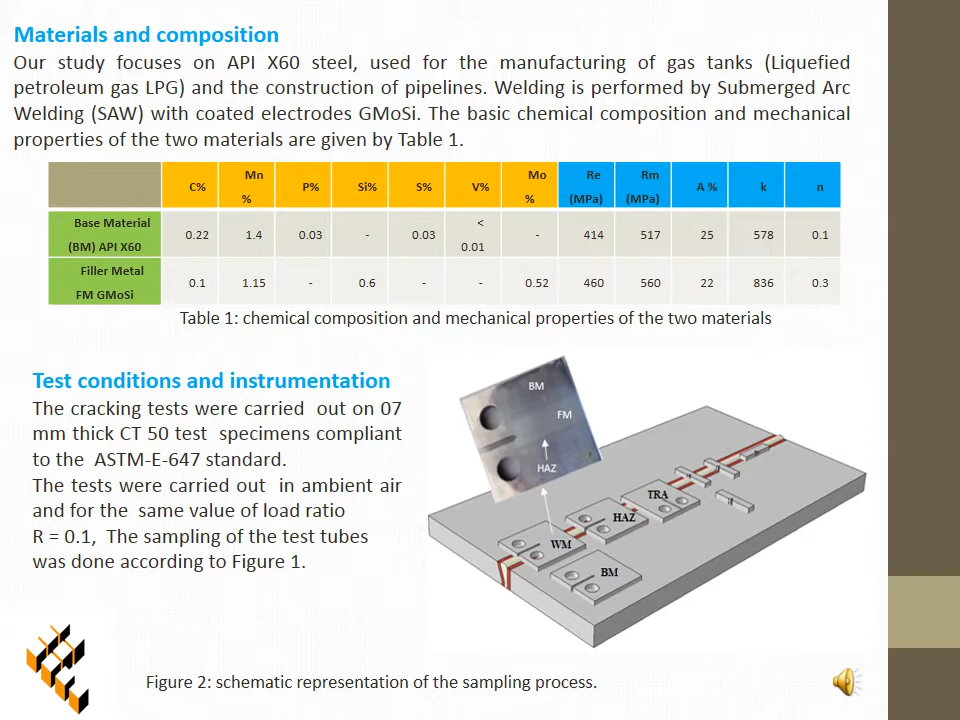 Materials and composition
Our study focuses on API X60 steel, used for the manufacturing of gas tanks (Liquefied
petroleum gas LPG) and the construction of pipelines. Welding is performed by Submerged Arc
Welding (SAW) with coated electrodes GMoSi. The basic chemical composition and mechanical
properties of the two materials are given by Table 1.
C% Mn % P% Si% S% V% Mo % Re (MPa) Rm (MPa) A % k n
Base Material (BM) API X60 0.22 1.4 0.03 - 0.03 < 0.01 - 414 517 25 578 0.1
Filler Metal FM GMoSi 0.1 1.15 - 0.6 - - 0.52 460 560 22 836 0.3
Table 1: chemical composition and mechanical properties of the two materials
Test conditions and instrumentation
The cracking tests were carried out on 07
mm thick CT 50 test specimens compliant
to the ASTM-E-647 standard.
The tests were carried out in ambient air
and for the same value of load ratio
R = 0.1, The sampling of the test tubes
was done according to Figure 1.
BM
FM
HAZ
TRA
HAZ
WM
BM
Figure 2: schematic representation of the sampling process.